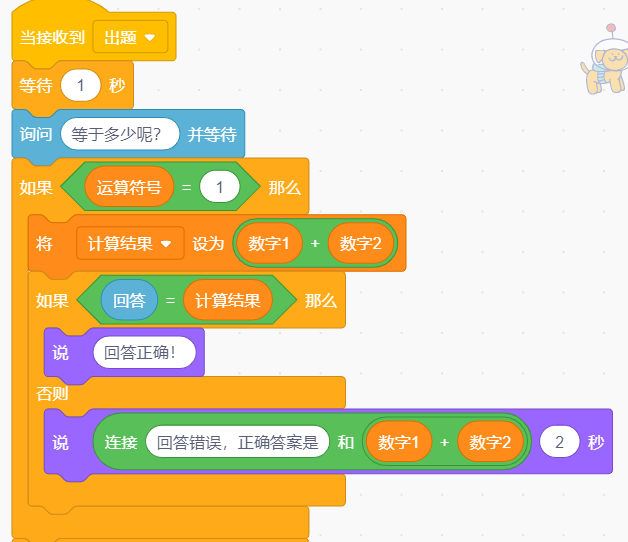 当接收到 出题
等待 1 秒
询问 等于多少呢？ 并等待
如果 运算符号 = 1 那么
将 计算结果 设为 数字1 + 数字2
如果 回答 = 计算结果 那么
说 回答正确！
否则
说 连接 回答错误，正确答案是 和 数字1 + 数字2 2 秒